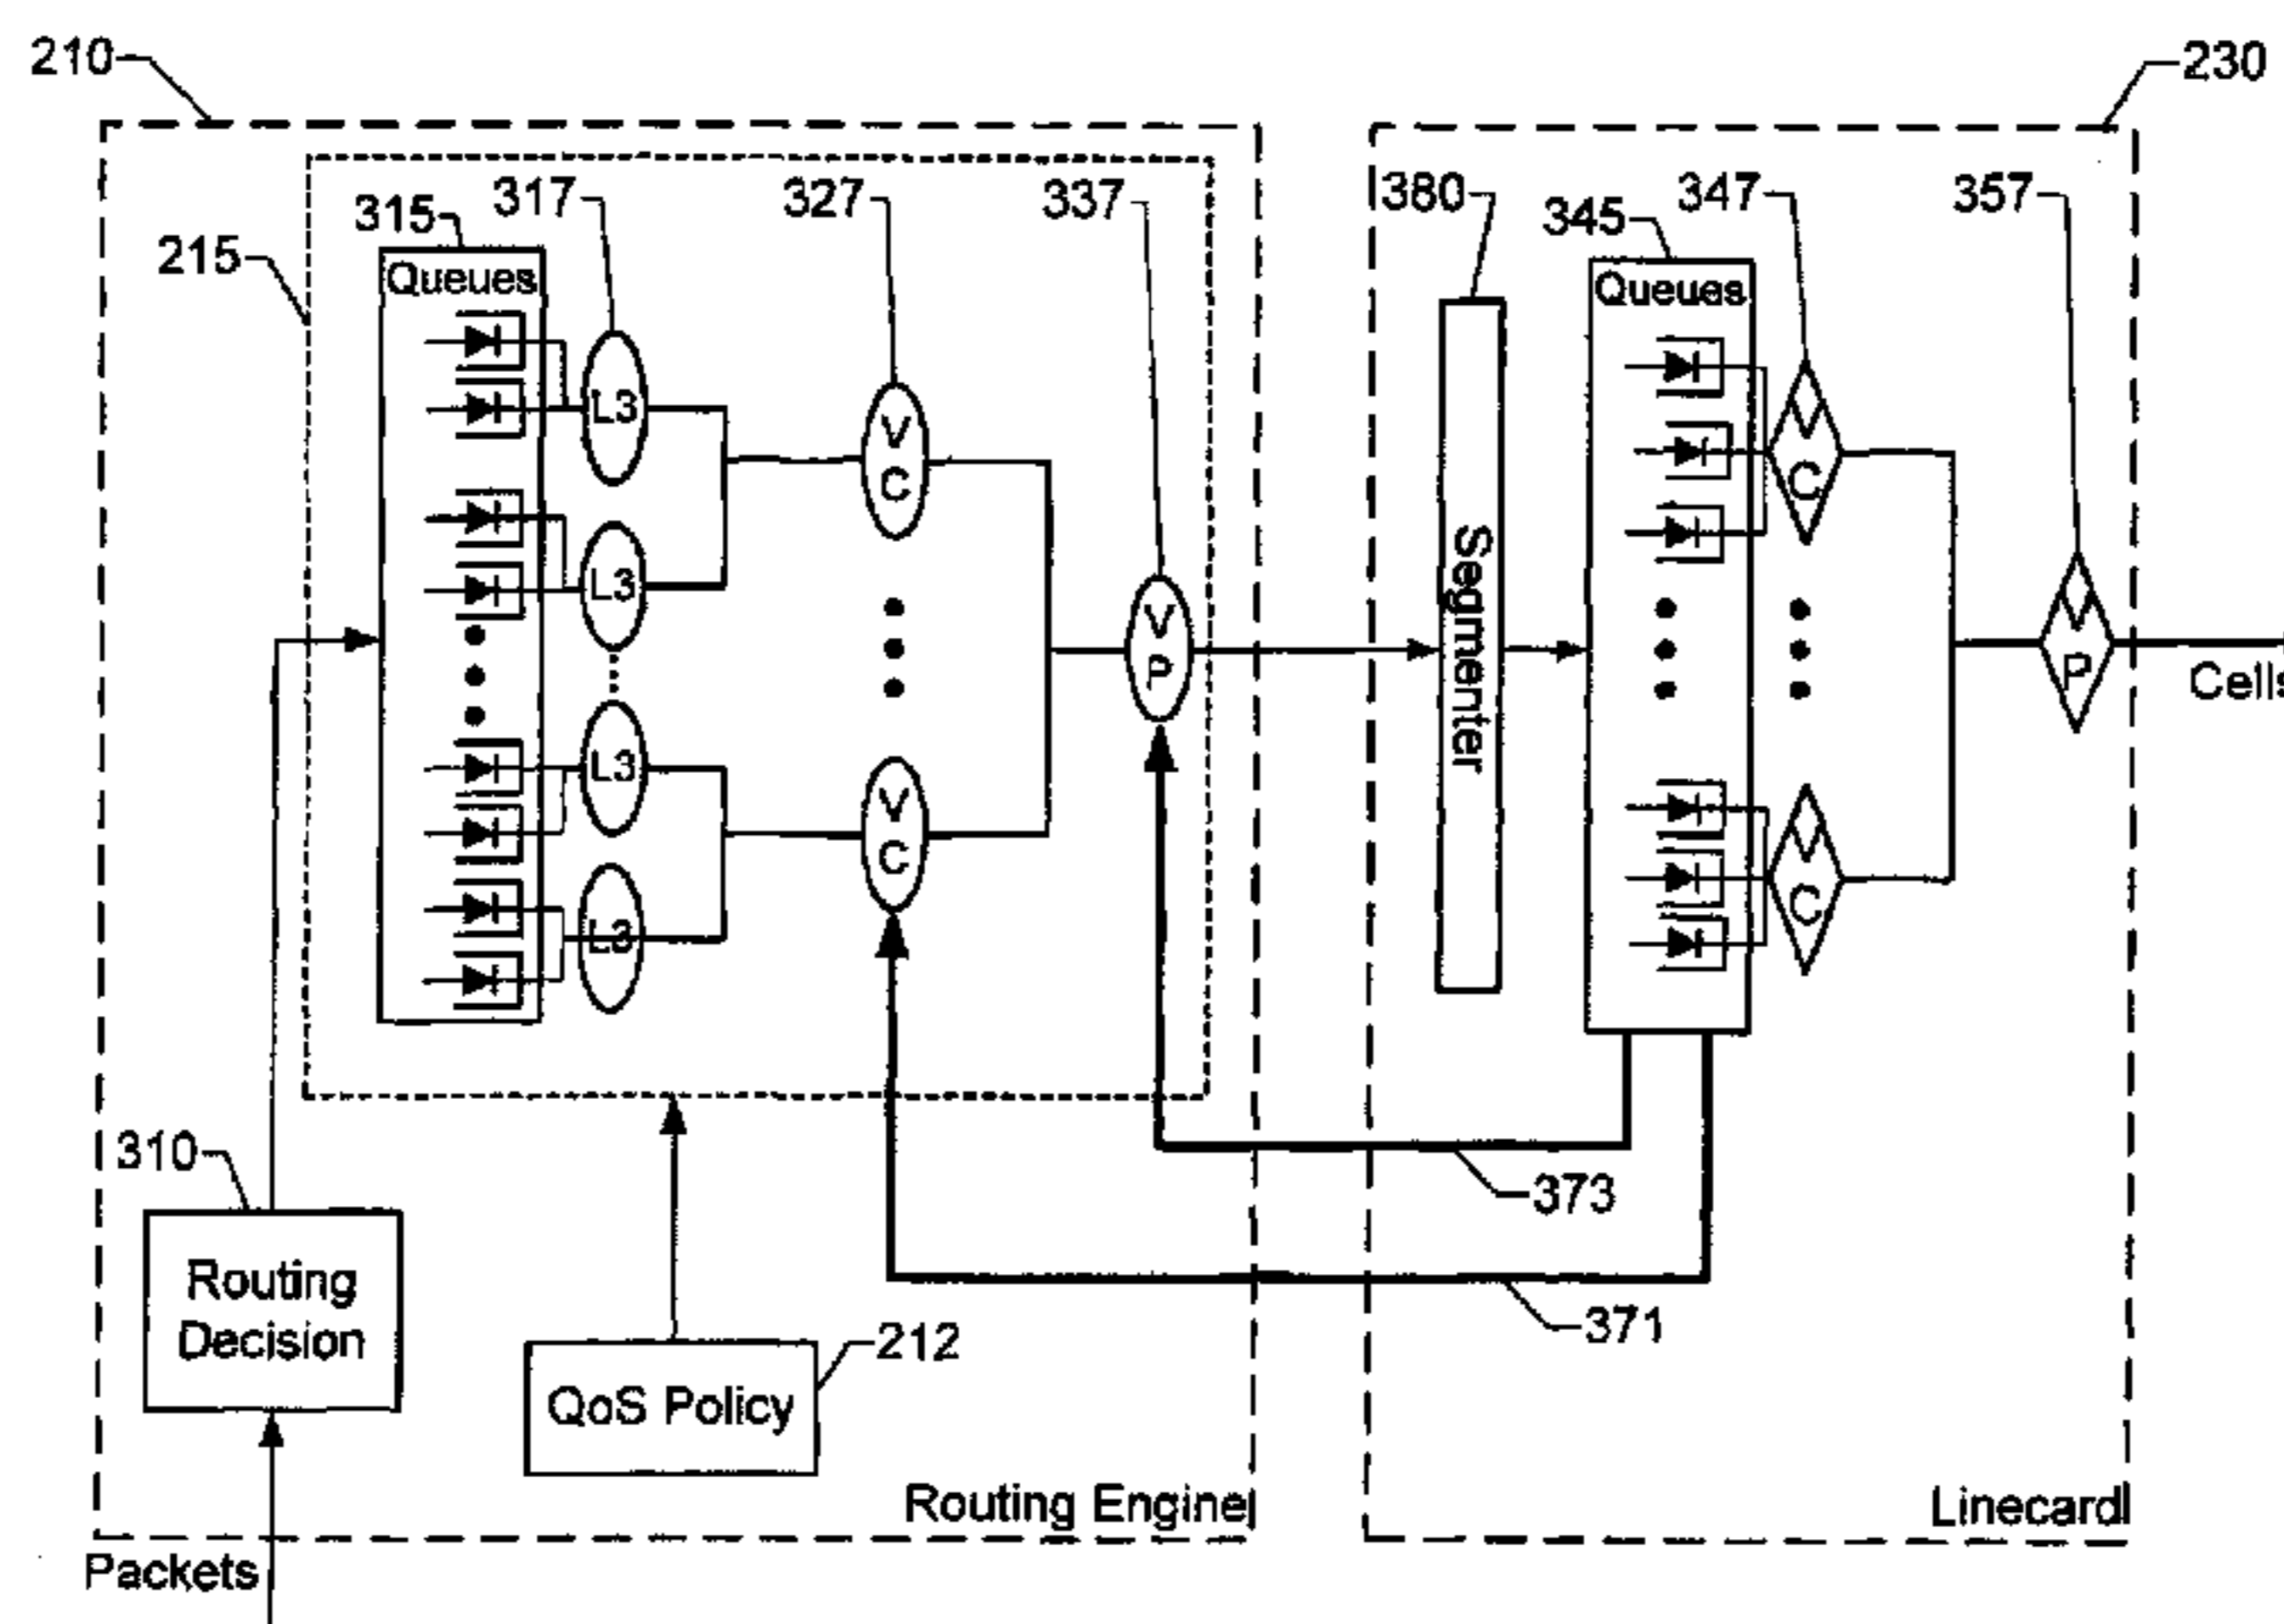 210
230
317
327
337
380
347
357
315
345
215
Queues
Queues
L3
V
C
V
C
L3
V
P
Segmenter
V
P
Cells
L3
V
C
V
C
L3
310
373
Routing
Decision
371
212
QoS Policy
Routing Engine
Linecard
Packets